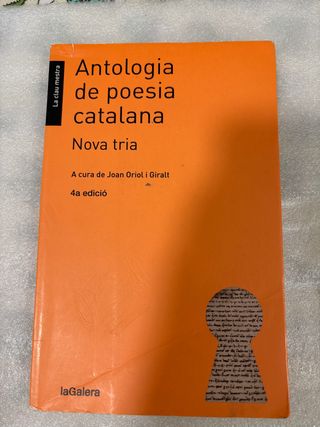 La clau mestra
Antologia
de poesia
catalana
Nova tria
A cura de Joan Oriol i Giralt
4a edició
laGalera